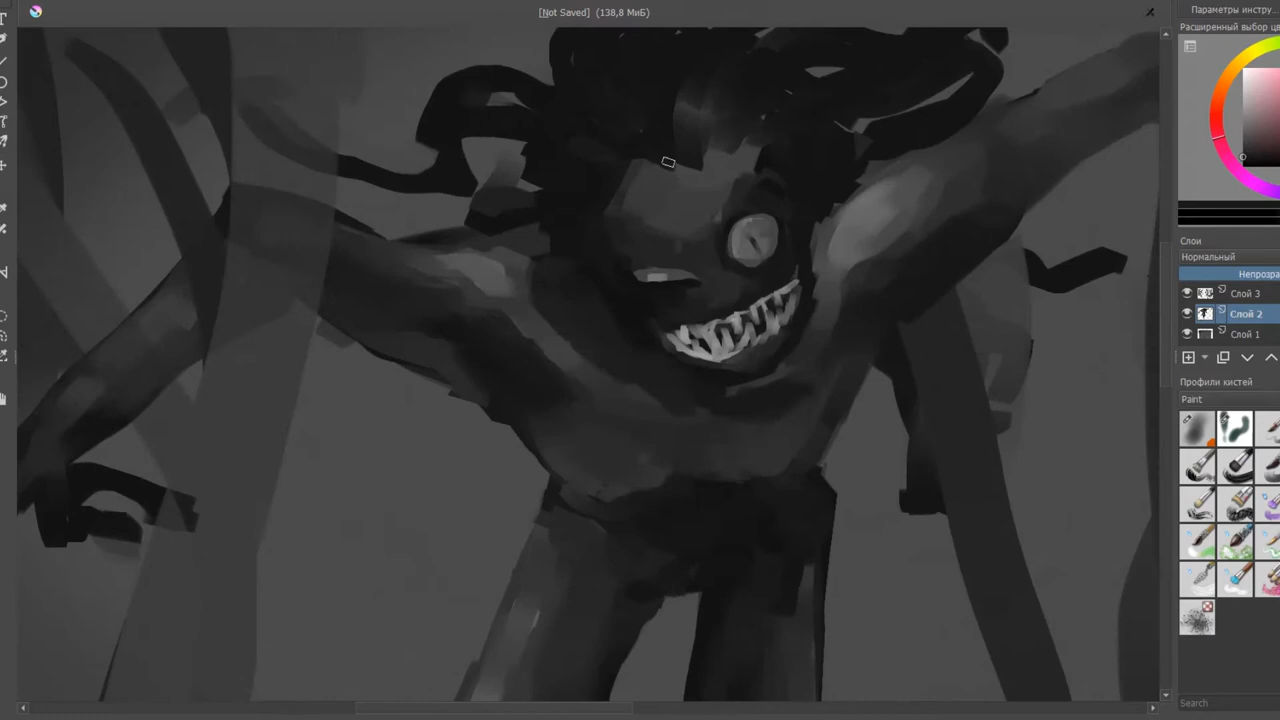 [Not Saved] (138,8 МиБ)
Параметры инстру...
Расширенный выбор цв
Слои
Нормальный
Непрозра
Слой 3
Слой 2
Слой 1
Профили кистей
Paint
Search